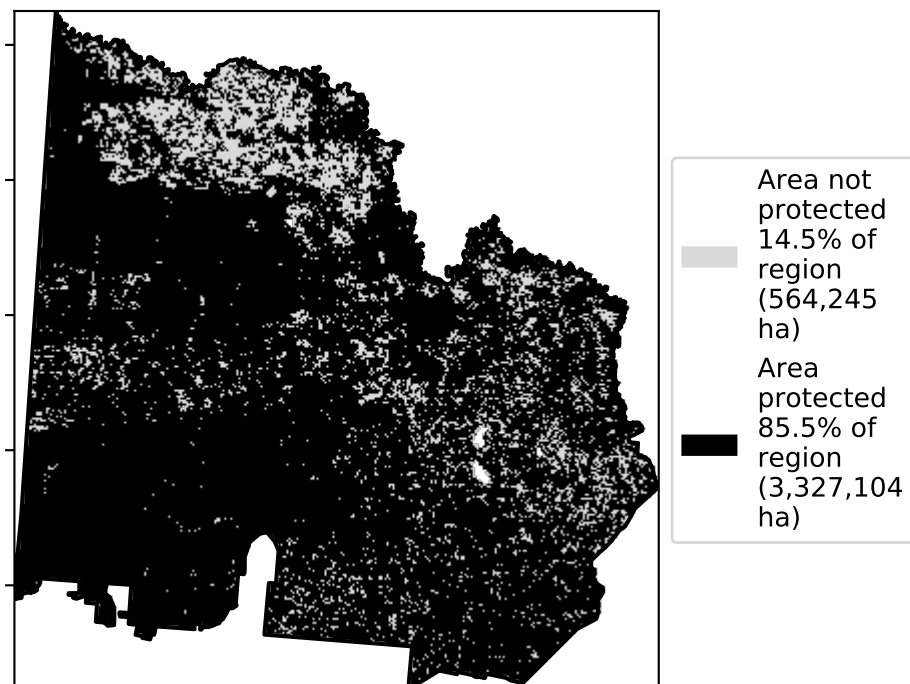 Area not
protected
14.5% of
region
(564,245
ha)
Area
protected
85.5% of
region
(3,327,104
ha)